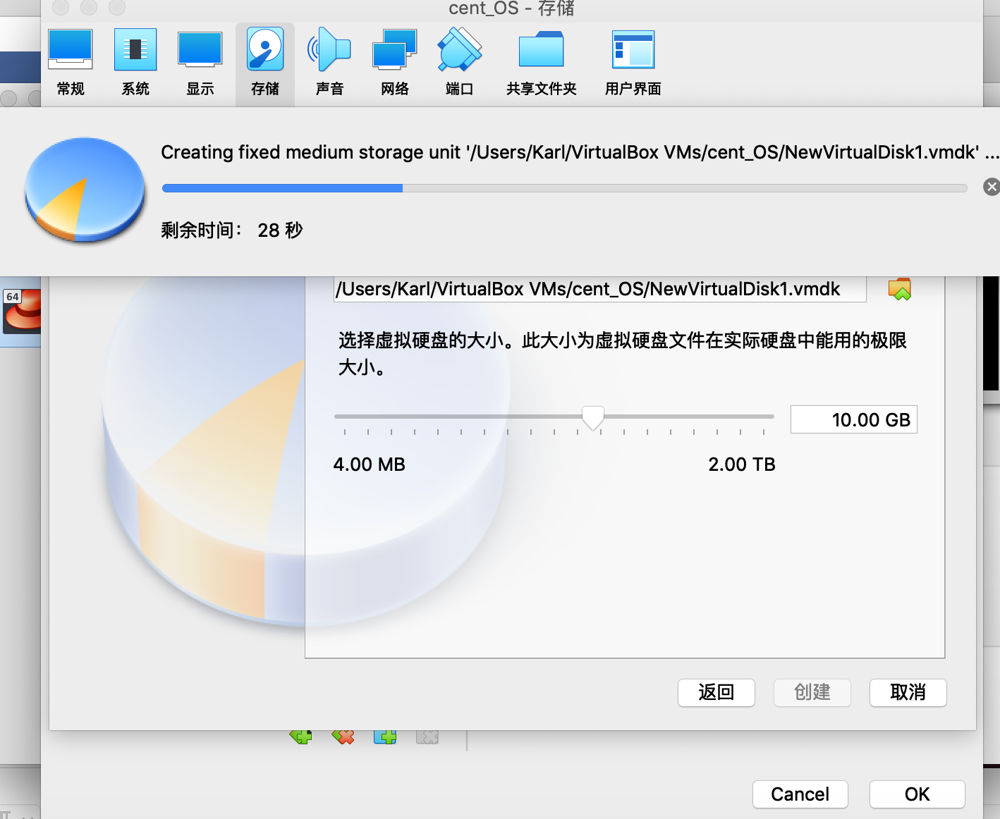 cent_OS - 存储
常规 系统 显示 存储 声音 网络 端口 共享文件夹 用户界面
Creating fixed medium storage unit '/Users/Karl/VirtualBox VMs/cent_OS/NewVirtualDisk1.vmdk' ...
剩余时间： 28 秒
64
/Users/Karl/VirtualBox VMs/cent_OS/NewVirtualDisk1.vmdk
选择虚拟硬盘的大小。此大小为虚拟硬盘文件在实际硬盘中能用的极限
大小。
10.00 GB
4.00 MB 2.00 TB
返回 创建 取消
Cancel OK